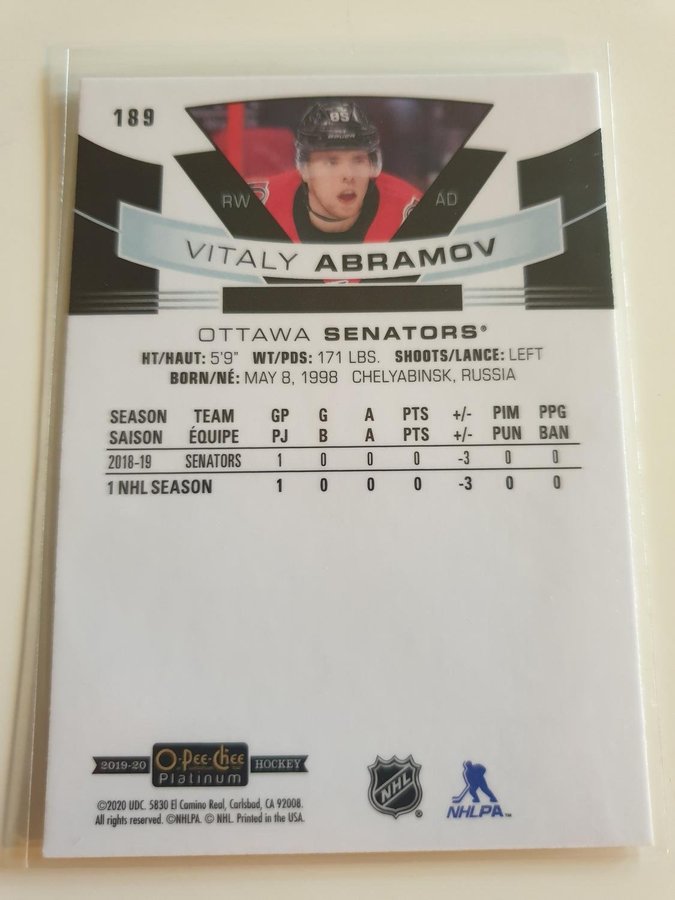 189
85
BAUER
RW AD
VITALY ABRAMOV
OTTAWA SENATORS®
HT/HAUT: 5'9" WT/PDS: 171 LBS. SHOOTS/LANCE: LEFT
BORN/NÉ: MAY 8, 1998 CHELYABINSK, RUSSIA
SEASON TEAM GP G A PTS +/- PIM PPG
SAISON ÉQUIPE PJ B A PTS +/- PUN BAN
2018-19 SENATORS 1 0 0 0 -3 0 0
1 NHL SEASON 1 0 0 0 -3 0 0
2019-20 O-Pee-Chee HOCKEY
Platinum
©2020 UDC. 5830 El Camino Real, Carlsbad, CA 92008.
All rights reserved. ©NHLPA. © NHL. Printed in the USA.
NHL®
NHLPA™